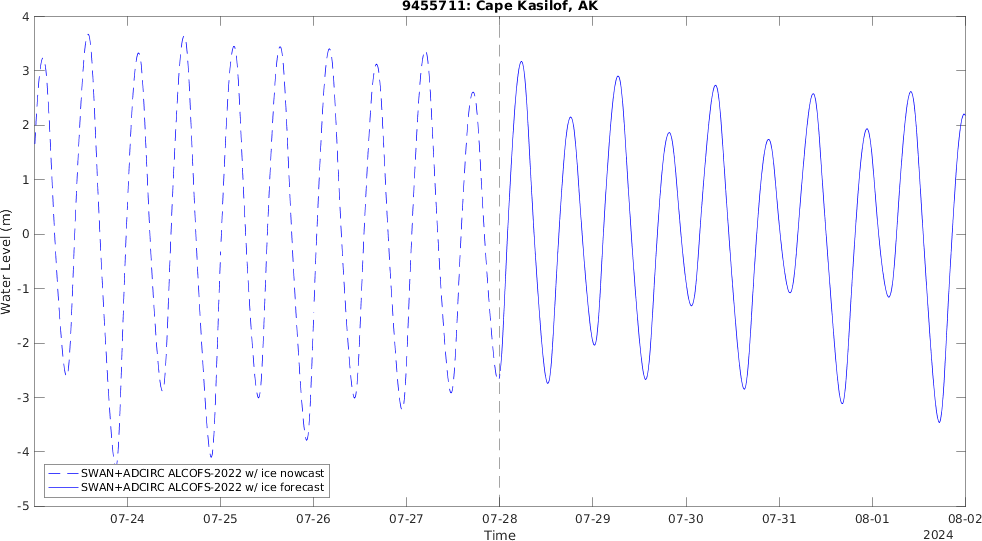 9455711: Cape Kasilof, AK
4
3
2
1
0
-1
-2
-3
-4
-5
Water Level (m)
SWAN+ADCIRC ALCOFS-2022 w/ ice nowcast
SWAN+ADCIRC ALCOFS-2022 w/ ice forecast
07-24 07-25 07-26 07-27 07-28 07-29 07-30 07-31 08-01 08-02
Time
2024